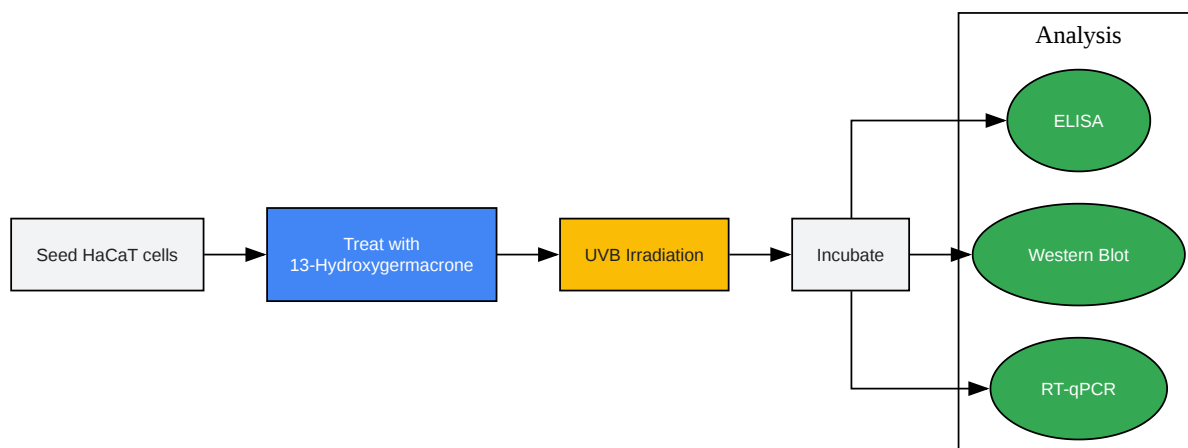 Analysis
ELISA
Seed HaCaT cells
Treat with
13-Hydroxygermacrone
UVB Irradiation
Incubate
Western Blot
RT-qPCR